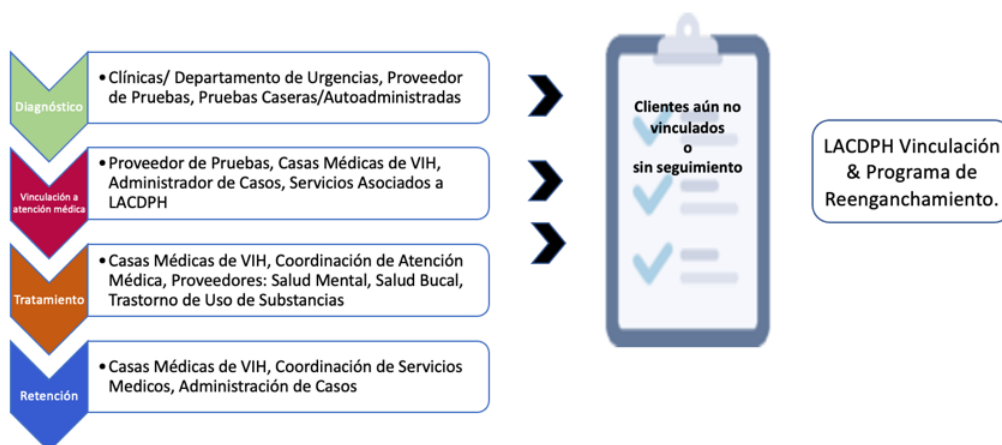 Diagnóstico
• Clínicas/ Departamento de Urgencias, Proveedor
de Pruebas, Pruebas Caseras/Autoadministradas
Vinculación a
atención médica
• Proveedor de Pruebas, Casas Médicas de VIH,
Administrador de Casos, Servicios Asociados a
LACDPH
Tratamiento
• Casas Médicas de VIH, Coordinación de Atención
Médica, Proveedores: Salud Mental, Salud Bucal,
Trastorno de Uso de Substancias
Retención
• Casas Médicas de VIH, Coordinación de Servicios
Medicos, Administración de Casos
Clientes aún no
vinculados
o
sin seguimiento
LACDPH Vinculación
& Programa de
Reenganchamiento.